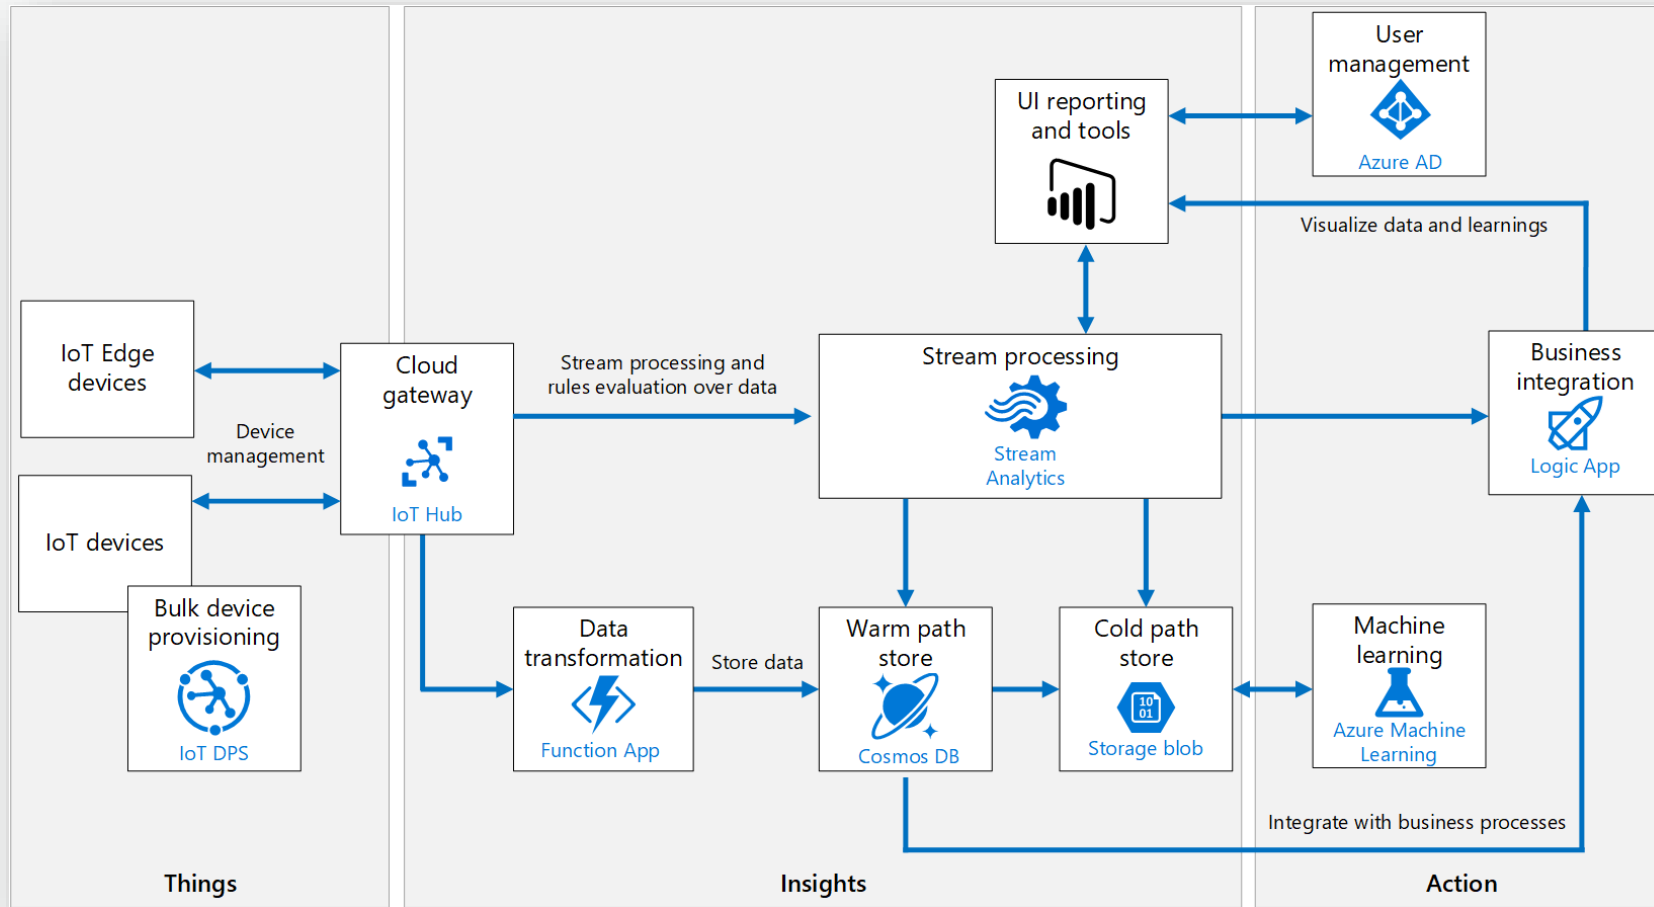 User
management
Azure AD
UI reporting
and tools
Visualize data and learnings
IoT Edge
devices
Device
management
IoT devices
Bulk device
provisioning
IoT DPS
Cloud
gateway
IoT Hub
Stream processing and
rules evaluation over data
Stream processing
Stream
Analytics
Business
integration
Logic App
Data
transformation
Function App
Store data
Warm path
store
Cosmos DB
Cold path
store
10
01
Storage blob
Machine
learning
Azure Machine
Learning
Integrate with business processes
Things
Insights
Action